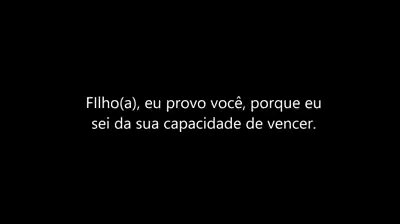 FIlho(a), eu provo você, porque eu
sei da sua capacidade de vencer.